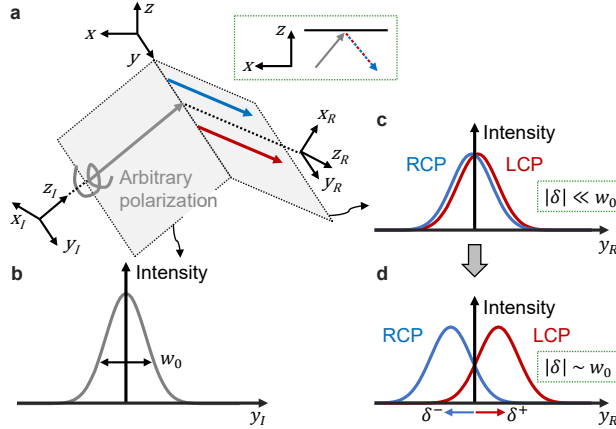 a
z
x
y
z
x
x_R
z_R
y_R
Arbitrary
polarization
z_I
x_I
y_I
b
Intensity
w_0
y_I
c
Intensity
RCP
LCP
|δ| ≪ w_0
y_R
d
Intensity
RCP
LCP
|δ| ~ w_0
δ⁻
δ⁺
y_R